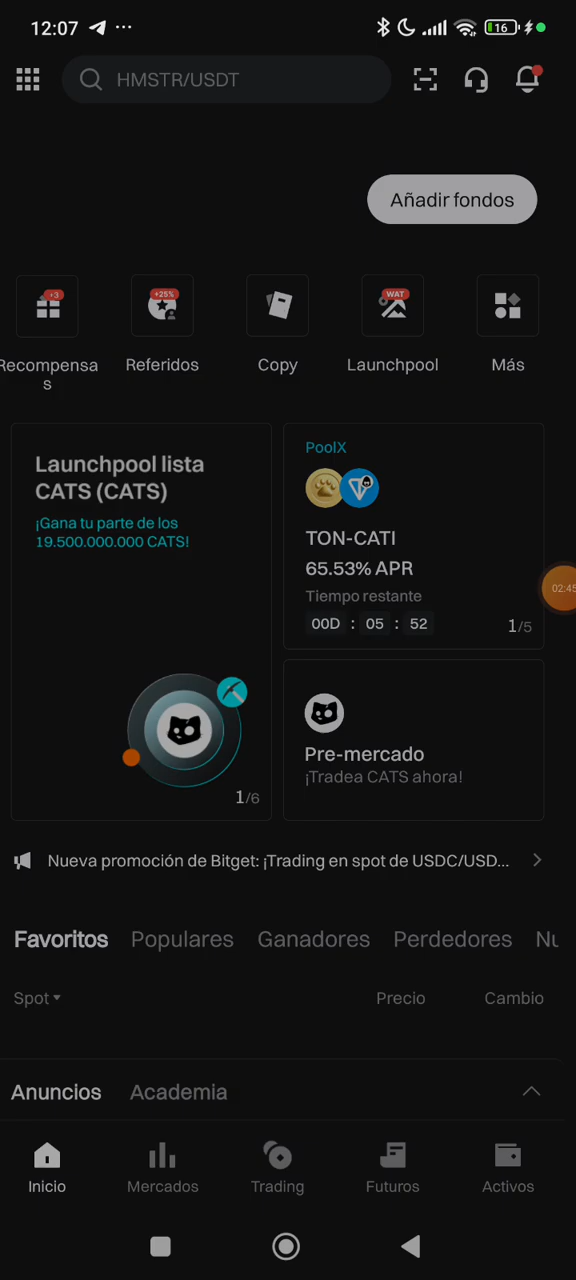 12:07
16
HMSTR/USDT
Añadir fondos
+3
+25%
WAT
Recompensa
s
Referidos
Copy
Launchpool
Más
Launchpool lista
CATS (CATS)
¡Gana tu parte de los
19.500.000.000 CATS!
1/6
PoolX
TON-CATI
65.53% APR
Tiempo restante
00D : 05 : 52
1/5
02:45
Pre-mercado
¡Tradea CATS ahora!
Nueva promoción de Bitget: ¡Trading en spot de USDC/USD...
Favoritos Populares Ganadores Perdedores Nu
Spot Precio Cambio
Anuncios Academia
Inicio Mercados Trading Futuros Activos